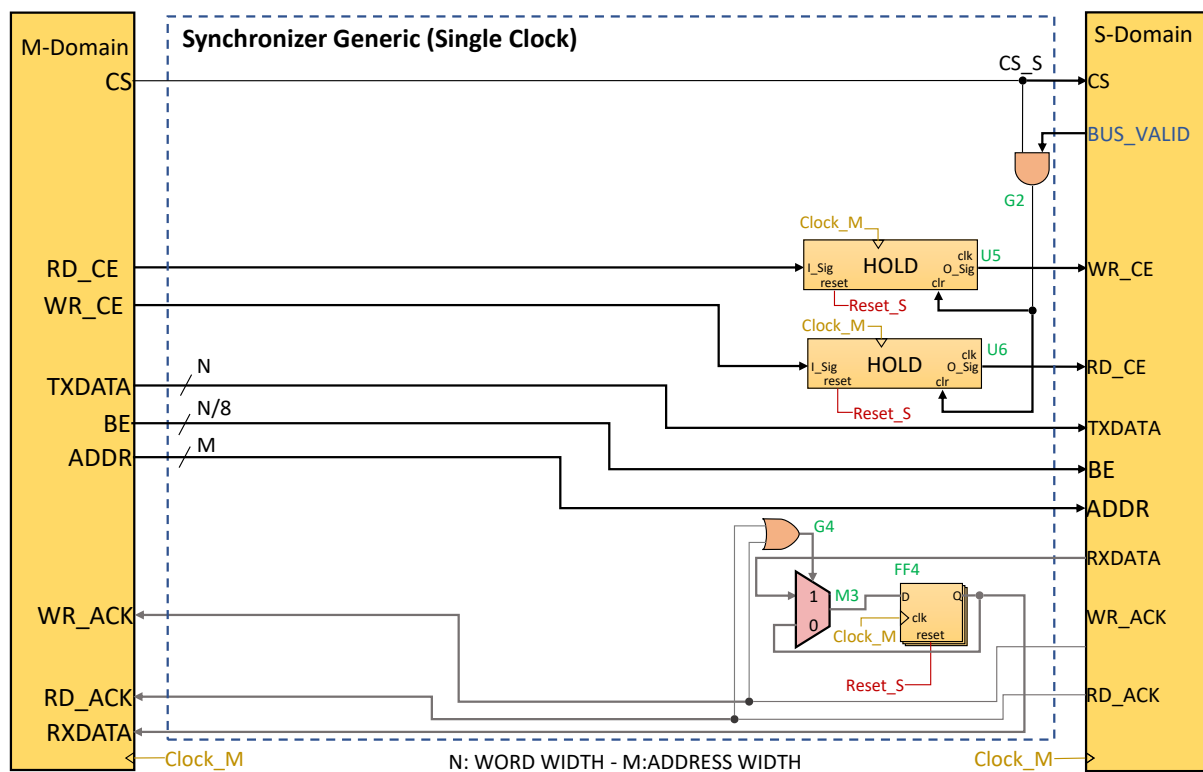 Synchronizer Generic (Single Clock)
M-Domain
S-Domain
CS
CS_S
CS
BUS_VALID
G2
Clock_M
RD_CE
I_Sig
HOLD
clk
O_Sig
reset
clr
U5
WR_CE
Reset_S
WR_CE
Clock_M
I_Sig
HOLD
clk
O_Sig
reset
clr
U6
RD_CE
Reset_S
TXDATA
N
TXDATA
BE
N/8
BE
ADDR
M
ADDR
G4
RXDATA
FF4
1
0
M3
D
Q
clk
reset
Clock_M
WR_ACK
WR_ACK
Reset_S
RD_ACK
RD_ACK
RXDATA
Clock_M
N: WORD WIDTH - M:ADDRESS WIDTH
Clock_M